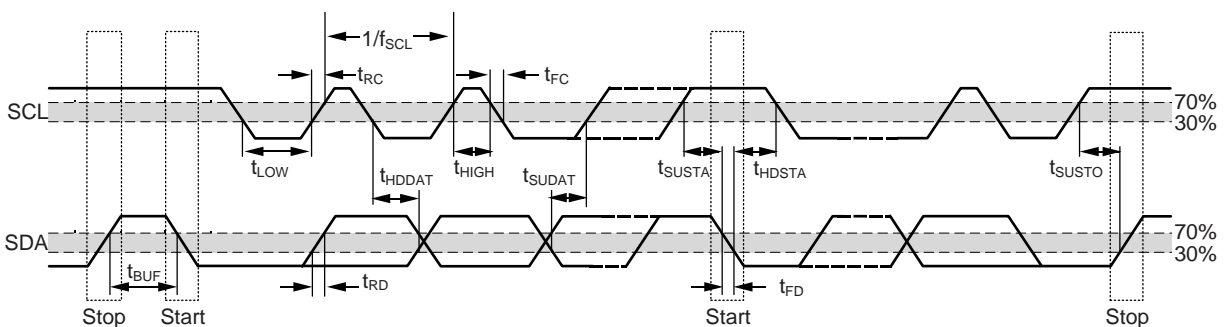 1/fSCL
tRC
tFC
SCL
70%
30%
tLOW
tHDDAT
tHIGH
tSUDAT
tSUSTA
tHDSTA
tSUSTO
SDA
70%
30%
tBUF
tRD
tFD
Stop
Start
Start
Stop